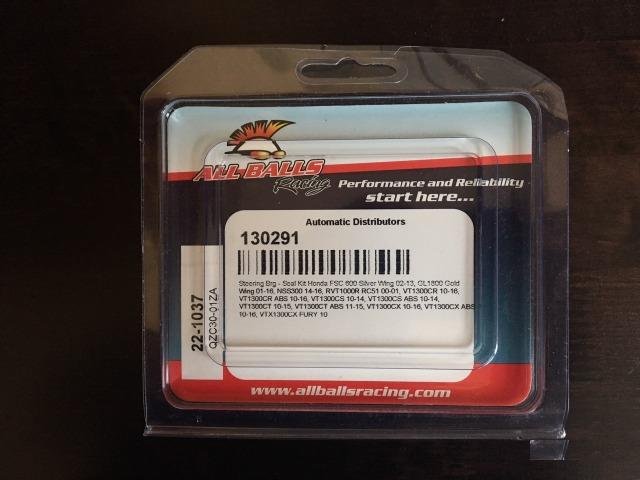 ALL BALLS
Racing
Performance and Reliability
start here...
Automatic Distributors
130291
Steering Brg - Seal Kit Honda FSC 600 Silver Wing 02-13, GL1800 Gold
Wing 01-16, NSS300 14-16, RVT1000R RC51 00-01, VT1300CR 10-16,
VT1300CR ABS 10-16, VT1300CS 10-14, VT1300CS ABS 10-14,
VT1300CT 10-15, VT1300CT ABS 11-15, VT1300CX 10-16, VT1300CX ABS
10-16, VTX1300CX FURY 10
22-1037
QZC30-01ZA
www.allballsracing.com